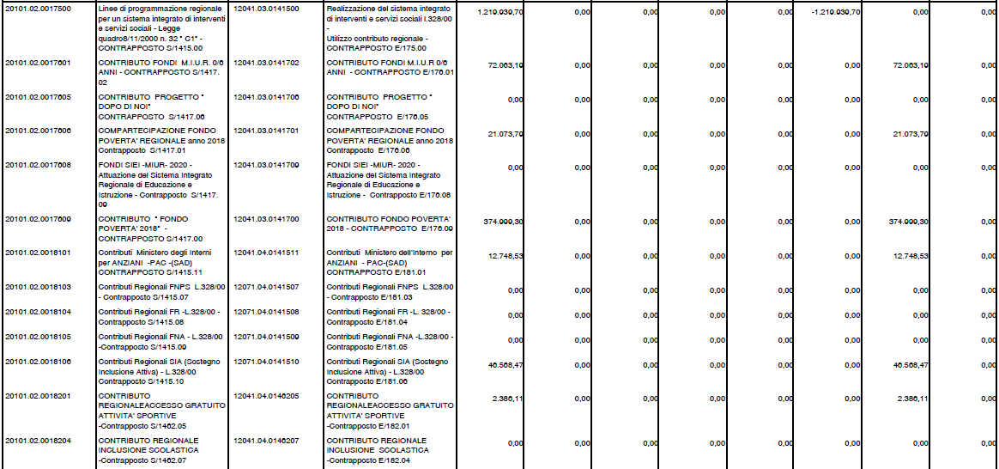 20101.02.0017500 Linee di programmazione regionale 12041.03.0141500 Realizzazione del sistema integrato 1.219.939,70 0,00 0,00 0,00 0,00 -1.219.939,70 0,00 0,00
per un sistema integrato di interventi di interventi e servizi sociali l.328/00
e servizi sociali - Legge -
quadro8/11/2000 n. 32 " C1" - Utilizzo contributo regionale -
CONTRAPPOSTO S/1415.00 CONTRAPPOSTO E/175.00
20101.02.0017601 CONTRIBUTO FONDI M.I.U.R. 0/6 12041.03.0141702 CONTRIBUTO FONDI M.I.U.R 0/6 72.063,19 0,00 0,00 0,00 0,00 0,00 72.063,19 0,00
ANNI - CONTRAPPOSTO S/1417. ANNI - CONTRAPPOSTO E/176.01
02
20101.02.0017605 CONTRIBUTO PROGETTO " 12041.03.0141706 CONTRIBUTO PROGETTO " 0,00 0,00 0,00 0,00 0,00 0,00 0,00 0,00
DOPO DI NOI" DOPO DI NOI"
CONTRAPPOSTO S/1417.06 CONTRAPPOSTO E/176.05
20101.02.0017606 COMPARTECIPAZIONE FONDO 12041.03.0141701 COMPARTECIPAZIONE FONDO 21.073,79 0,00 0,00 0,00 0,00 0,00 21.073,79 0,00
POVERTA' REGIONALE anno 2018 POVERTA' REGIONALE anno 2018
Contrapposto S/1417.01 Contrapposto E/176.06
20101.02.0017608 FONDI SIEI -MIUR- 2020 - 12041.03.0141709 FONDI SIEI -MIUR- 2020 - 0,00 0,00 0,00 0,00 0,00 0,00 0,00 0,00
Attuazione del Sistema Integrato Attuazione del Sistema Integrato
Regionale di Educazione e Regionale di Educazione e
Istruzione - Contrapposto S/1417. Istruzione - Contrapposto E/176.08
09
20101.02.0017609 CONTRIBUTO " FONDO 12041.03.0141700 CONTRIBUTO FONDO POVERTA' 374.999,30 0,00 0,00 0,00 0,00 0,00 374.999,30 0,00
POVERTA' 2018" - 2018 - CONTRAPPOSTO E/176.09
CONTRAPPOSTO S/1417.00
20101.02.0018101 Contributi Ministero degli Interni 12041.04.0141511 Contributi Ministero dell'Interno per 12.748,53 0,00 0,00 0,00 0,00 0,00 12.748,53 0,00
per ANZIANI -PAC -(SAD) ANZIANI - PAC-(SAD)
CONTRAPPOSTO S/1415.11 CONTRAPPOSTO E/181.01
20101.02.0018103 Contributi Regionali FNPS L.328/00 12071.04.0141507 Contributi Regionali FNPS L.328/00 0,00 0,00 0,00 0,00 0,00 0,00 0,00 0,00
- Contrapposto S/1415.07 - Contrapposto E/181.03
20101.02.0018104 Contributi Regionali FR -L.328/00 - 12071.04.0141508 Contributi Regionali FR -L. 328/00 - 0,00 0,00 0,00 0,00 0,00 0,00 0,00 0,00
Contrapposto S/1415.08 Contrapposto E/181.04
20101.02.0018105 Contributi Regionali FNA - L.328/00 12071.04.0141509 Contributi Regionali FNA -L.328/00 - 0,00 0,00 0,00 0,00 0,00 0,00 0,00 0,00
-Contrapposto S/1415.09 Contrapposto E/181.05
20101.02.0018106 Contributi Regionali SIA (Sostegno 12071.04.0141510 Contributi Regionali SIA (Sostegno 46.568,47 0,00 0,00 0,00 0,00 0,00 46.568,47 0,00
Inclusione Attiva) - L.328/00 Inclusione Attiva) - L.328/00
Contrapposto S/1415.10 Contrapposto E/181.06
20101.02.0018201 CONTRIBUTO 12041.04.0146205 CONTRIBUTO 2.386,11 0,00 0,00 0,00 0,00 0,00 2.386,11 0,00
REGIONALEACCESSO GRATUITO REGIONALEACCESSO GRATUITO
ATTIVITA' SPORTIVE ATTIVITA' SPORTIVE
-Contrapposto S/1462.05 -Contrapposto E/182.01
20101.02.0018204 CONTRIBUTO REGIONALE 12041.04.0146207 CONTRIBUTO REGIONALE 0,00 0,00 0,00 0,00 0,00 0,00 0,00 0,00
INCLUSIONE SCOLASTICA INCLUSIONE SCOLASTICA
-Contrapposto S/1462.07 -Contrapposto E/182.04